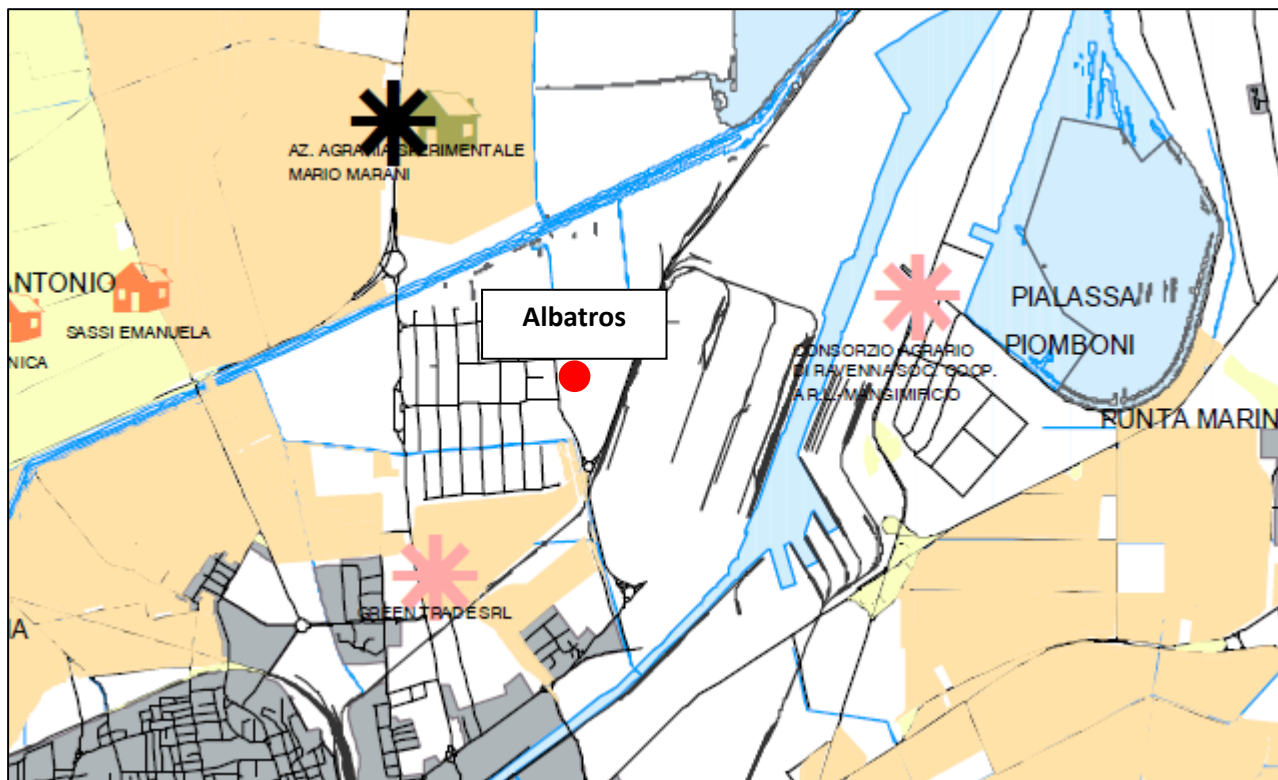 AZ. AGRARIA SPERIMENTALE
MARIO MARANI
ANTONIO
SASSI EMANUELA
NICA
Albatros
PIALASSA
PIOMBONI
CONSORZIO AGRARIO
DI RAVENNA SOC. COOP.
A R.L.-MANGIMIFICIO
PUNTA MARIN
GREEN TRADE SRL
IA